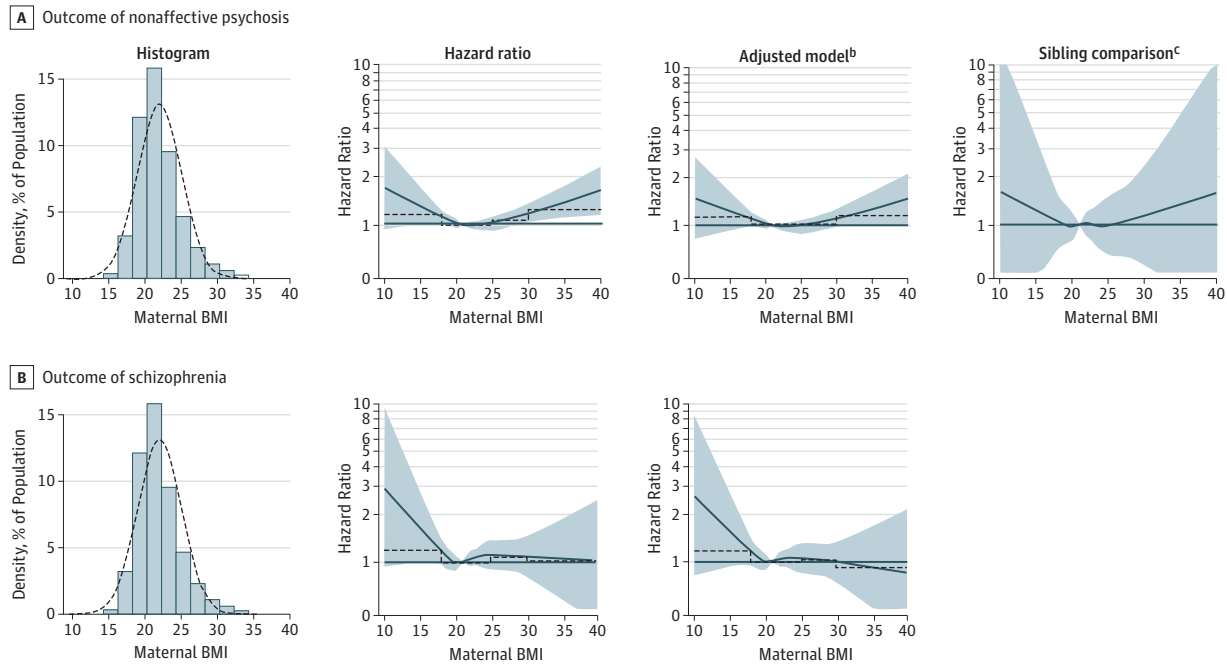 A Outcome of nonaffective psychosis
Histogram
Density, % of Population
15
10
5
0
10 15 20 25 30 35 40
Maternal BMI
Hazard ratio
Hazard Ratio
10
8
6
5
4
3
2
1
0
10 15 20 25 30 35 40
Maternal BMI
Adjusted modelb
Hazard Ratio
10
8
6
5
4
3
2
1
0
10 15 20 25 30 35 40
Maternal BMI
Sibling comparisonc
Hazard Ratio
10
8
6
5
4
3
2
1
0
10 15 20 25 30 35 40
Maternal BMI
B Outcome of schizophrenia
Density, % of Population
15
10
5
0
10 15 20 25 30 35 40
Maternal BMI
Hazard Ratio
10
8
6
5
4
3
2
1
0
10 15 20 25 30 35 40
Maternal BMI
Hazard Ratio
10
8
6
5
4
3
2
1
0
10 15 20 25 30 35 40
Maternal BMI